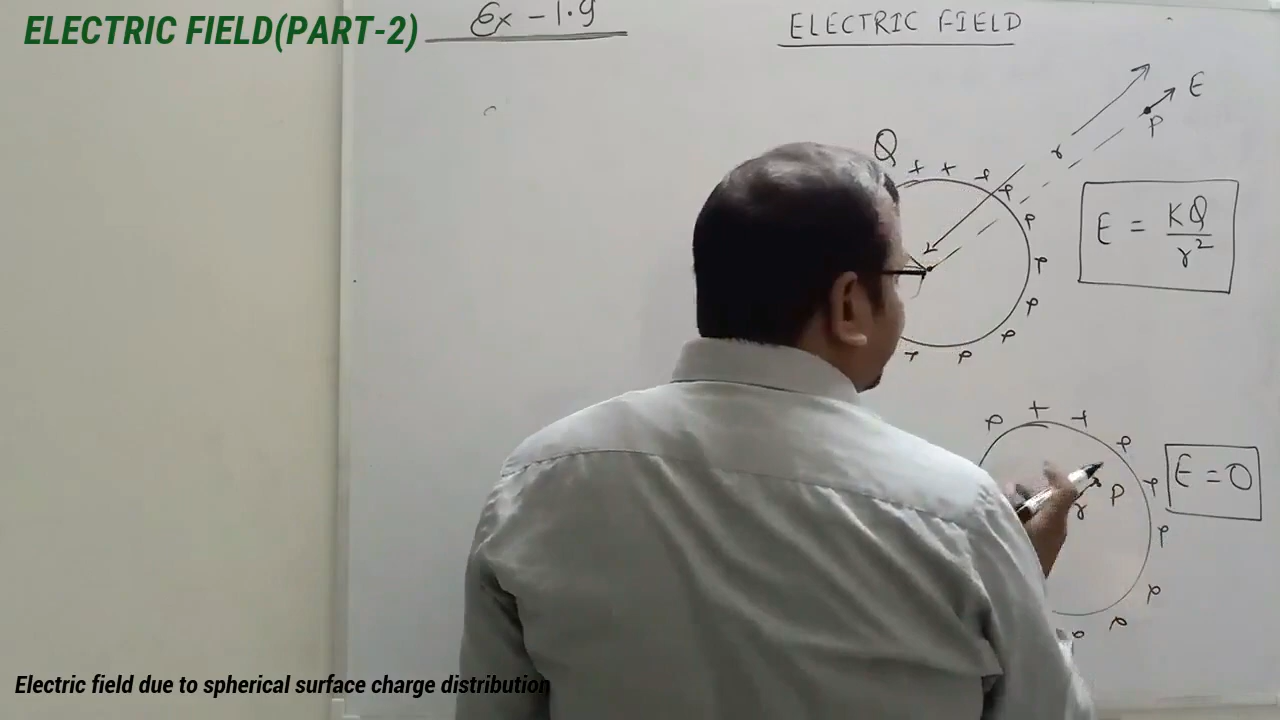 ELECTRIC FIELD(PART-2)
Ex - 1.9
ELECTRIC FIELD
E
P
r
Q
+ + + + + + + + + + +
E = KQ/r²
+ + + + + + + + + +
E = 0
P
r
Electric field due to spherical surface charge distribution